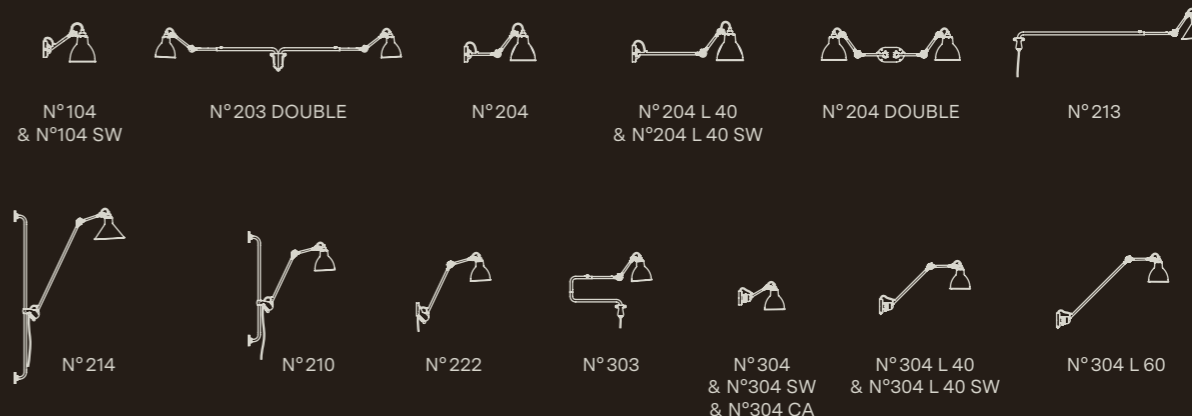 N°104
& N°104 SW
N°203 DOUBLE
N°204
N°204 L 40
& N°204 L 40 SW
N°204 DOUBLE
N°213
N°214
N°210
N°222
N°303
N°304
& N°304 SW
& N°304 CA
N°304 L 40
& N°304 L 40 SW
N°304 L 60